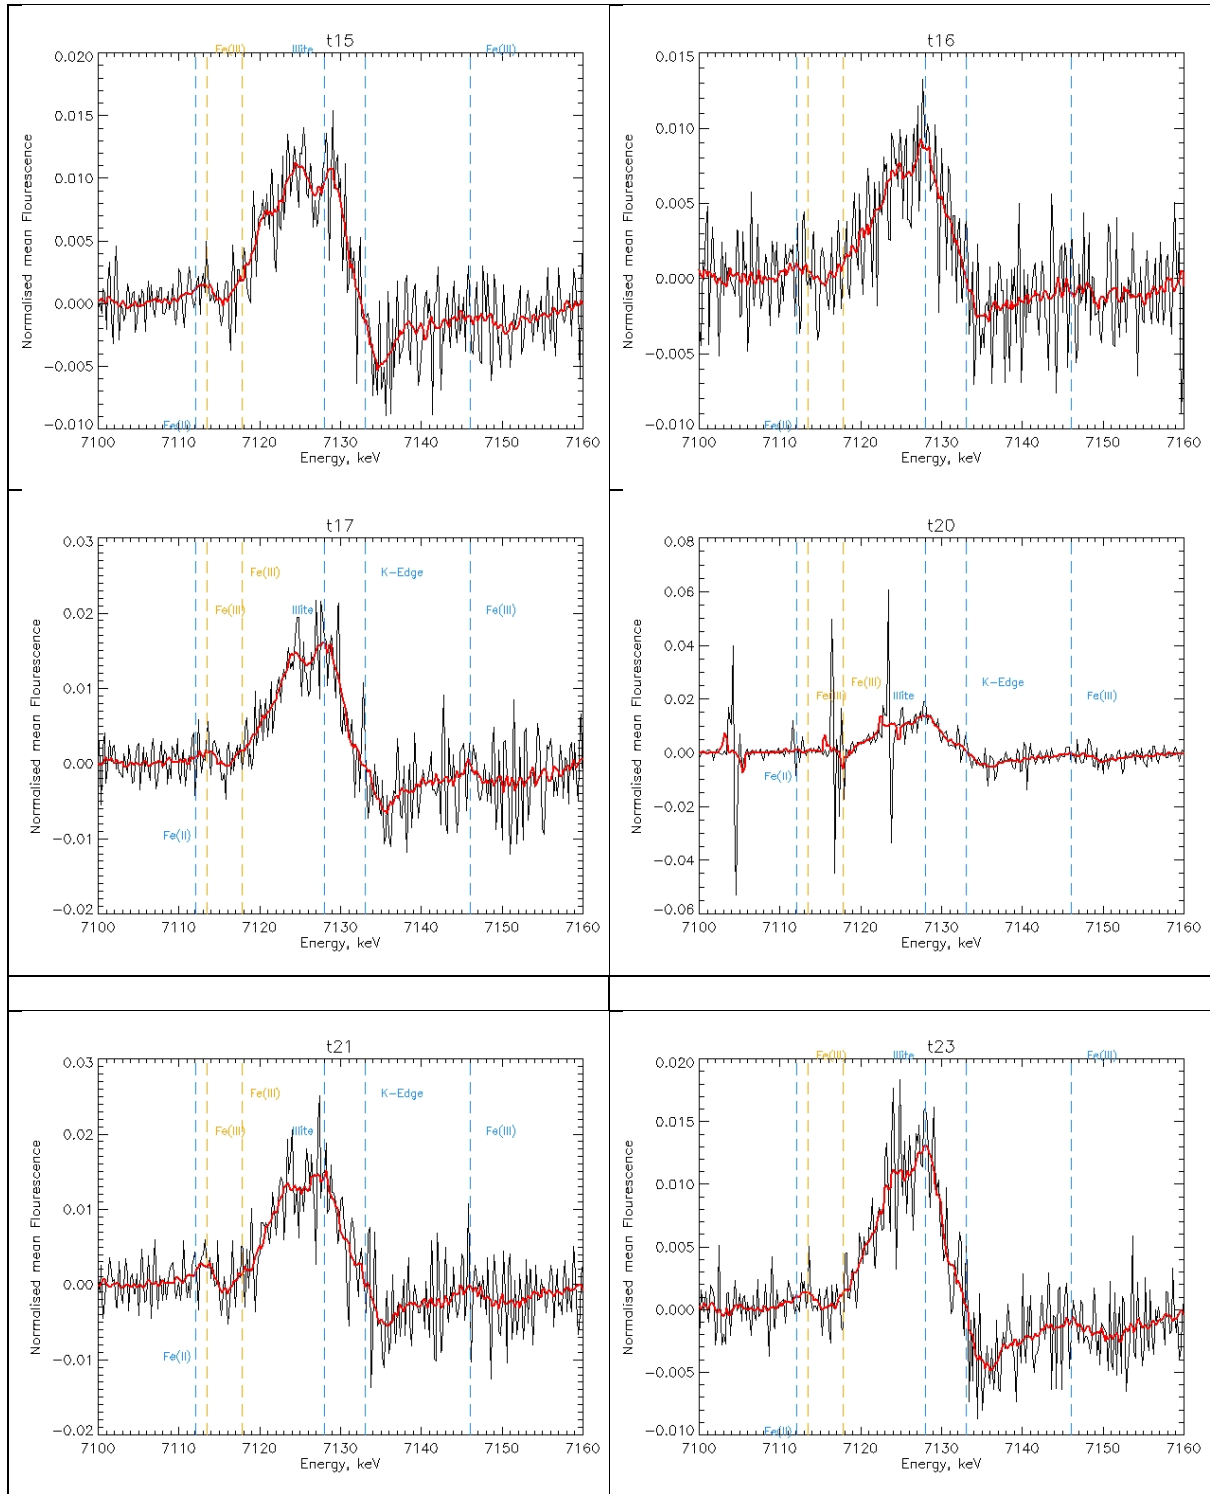 t15
Fe(III) Illite Fe(III)
0.020
0.015
0.010
0.005
0.000
-0.005
-0.010
Normalised mean Flourescence
Fe(II)
7100 7110 7120 7130 7140 7150 7160
Energy, keV
t16
0.015
0.010
0.005
0.000
-0.005
-0.010
Normalised mean Flourescence
Fe(II)
7100 7110 7120 7130 7140 7150 7160
Energy, keV
t17
0.03
0.02
0.01
0.00
-0.01
-0.02
Normalised mean Flourescence
Fe(III) K-Edge
Fe(III) Illite Fe(III)
Fe(II)
7100 7110 7120 7130 7140 7150 7160
Energy, keV
t20
0.08
0.06
0.04
0.02
0.00
-0.02
-0.04
-0.06
Normalised mean Flourescence
Fe(III) K-Edge
Fe(III) Illite Fe(III)
Fe(II)
7100 7110 7120 7130 7140 7150 7160
Energy, keV
t21
0.03
0.02
0.01
0.00
-0.01
-0.02
Normalised mean Flourescence
Fe(III) K-Edge
Fe(III) Illite Fe(III)
Fe(II)
7100 7110 7120 7130 7140 7150 7160
Energy, keV
t23
Fe(III) Illite Fe(III)
0.020
0.015
0.010
0.005
0.000
-0.005
-0.010
Normalised mean Flourescence
Fe(II)
7100 7110 7120 7130 7140 7150 7160
Energy, keV